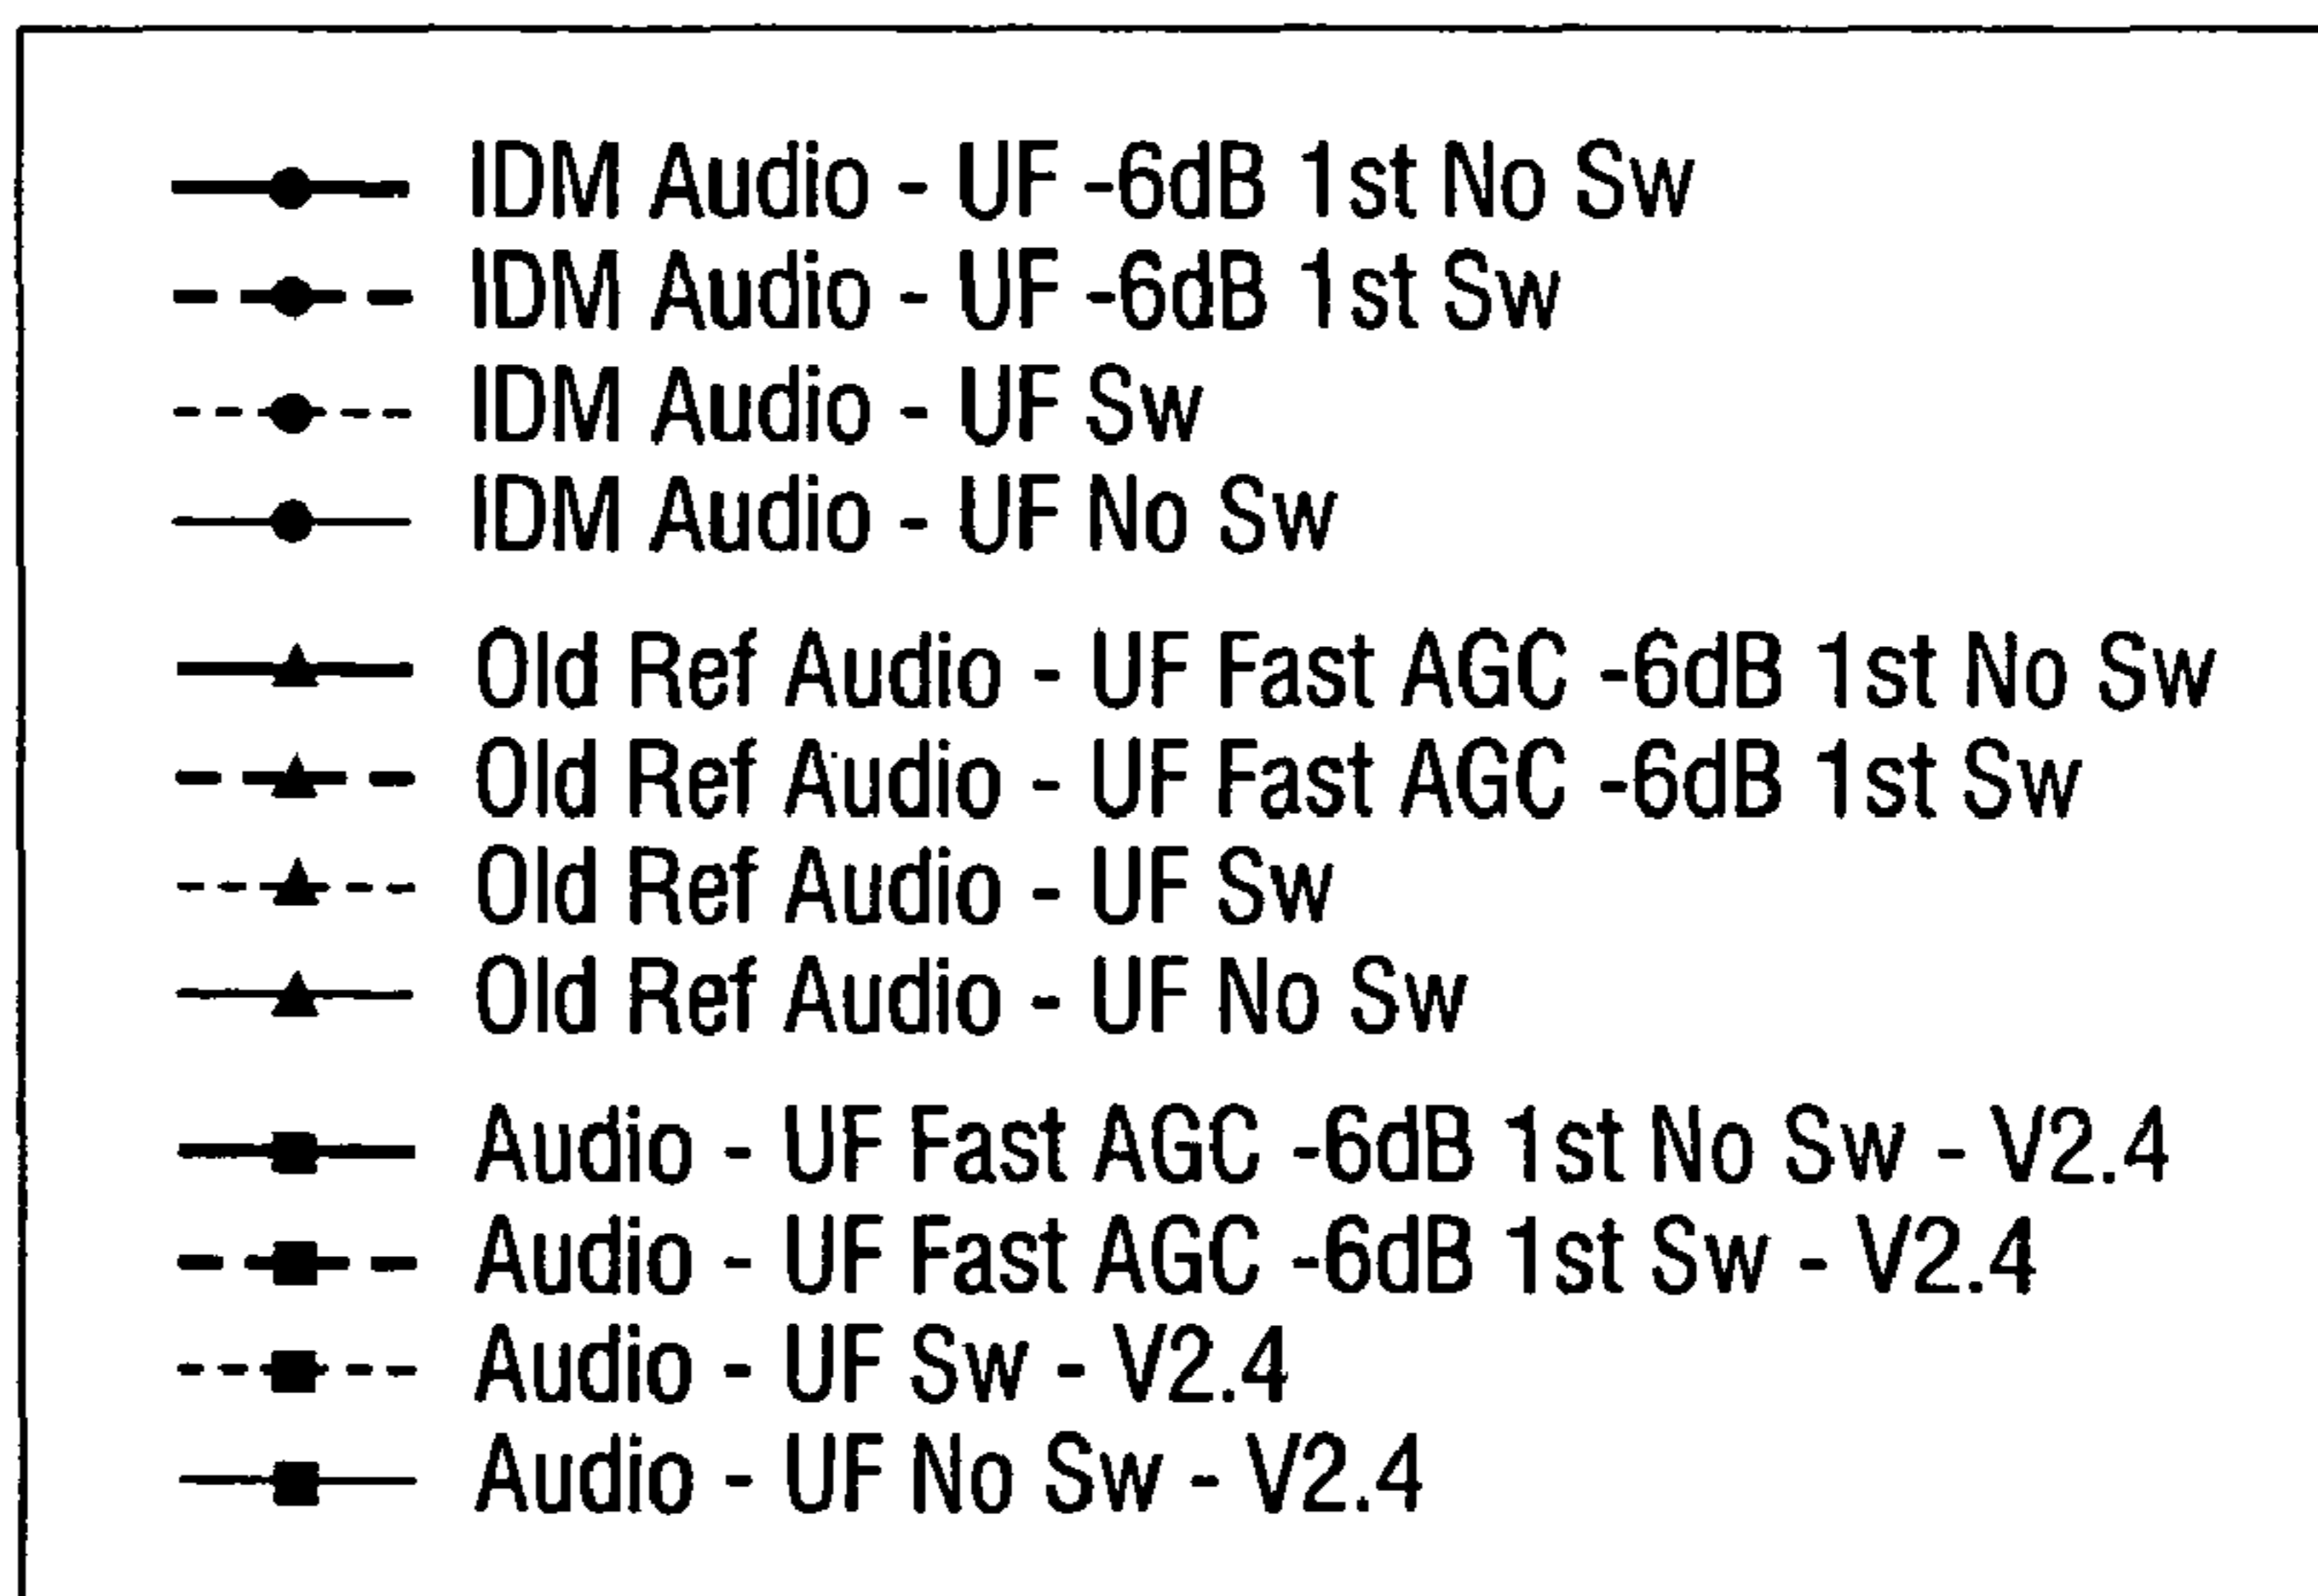 IDM Audio - UF -6dB 1st No Sw
IDM Audio - UF -6dB 1st Sw
IDM Audio - UF Sw
IDM Audio - UF No Sw
Old Ref Audio - UF Fast AGC -6dB 1st No Sw
Old Ref Audio - UF Fast AGC -6dB 1st Sw
Old Ref Audio - UF Sw
Old Ref Audio - UF No Sw
Audio - UF Fast AGC -6dB 1st No Sw - V2.4
Audio - UF Fast AGC -6dB 1st Sw - V2.4
Audio - UF Sw - V2.4
Audio - UF No Sw - V2.4